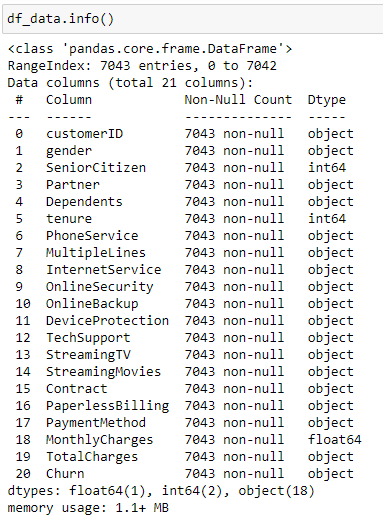 df_data.info()
<class 'pandas.core.frame.DataFrame'>
RangeIndex: 7043 entries, 0 to 7042
Data columns (total 21 columns):
 #   Column            Non-Null Count  Dtype
---  ------            --------------  -----
 0   customerID        7043 non-null   object
 1   gender            7043 non-null   object
 2   SeniorCitizen     7043 non-null   int64
 3   Partner           7043 non-null   object
 4   Dependents        7043 non-null   object
 5   tenure            7043 non-null   int64
 6   PhoneService      7043 non-null   object
 7   MultipleLines     7043 non-null   object
 8   InternetService   7043 non-null   object
 9   OnlineSecurity    7043 non-null   object
 10  OnlineBackup      7043 non-null   object
 11  DeviceProtection  7043 non-null   object
 12  TechSupport       7043 non-null   object
 13  StreamingTV       7043 non-null   object
 14  StreamingMovies   7043 non-null   object
 15  Contract          7043 non-null   object
 16  PaperlessBilling  7043 non-null   object
 17  PaymentMethod     7043 non-null   object
 18  MonthlyCharges    7043 non-null   float64
 19  TotalCharges      7043 non-null   object
 20  Churn             7043 non-null   object
dtypes: float64(1), int64(2), object(18)
memory usage: 1.1+ MB